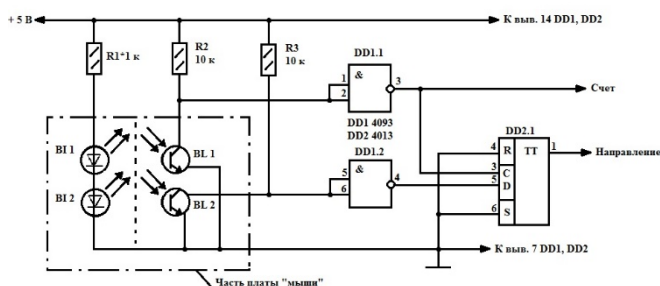 + 5 В
К выв. 14 DD1, DD2
R1*1 к
R2
10 к
R3
10 к
DD1.1
1
&
3
2
Счет
DD1 4093
DD2 4013
DD2.1
BI 1
BL 1
DD1.2
4
R
TT
1
Направление
5
&
4
6
3
C
5
D
BI 2
BL 2
6
S
К выв. 7 DD1, DD2
Часть платы "мыши"